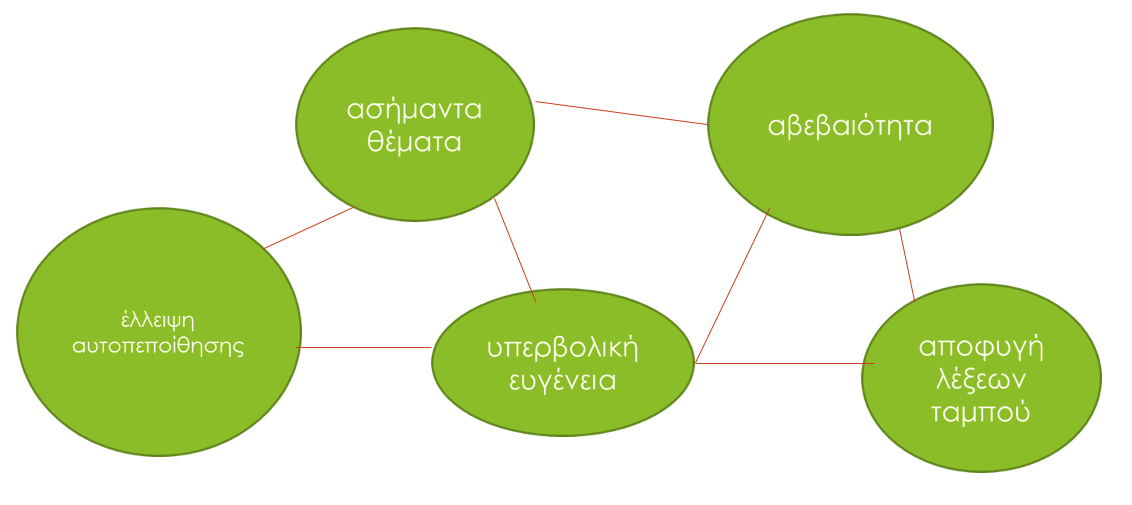 ασήμαντα
θέματα
αβεβαιότητα
έλλειψη
αυτοπεποίθησης
υπερβολική
ευγένεια
αποφυγή
λέξεων
ταμπού